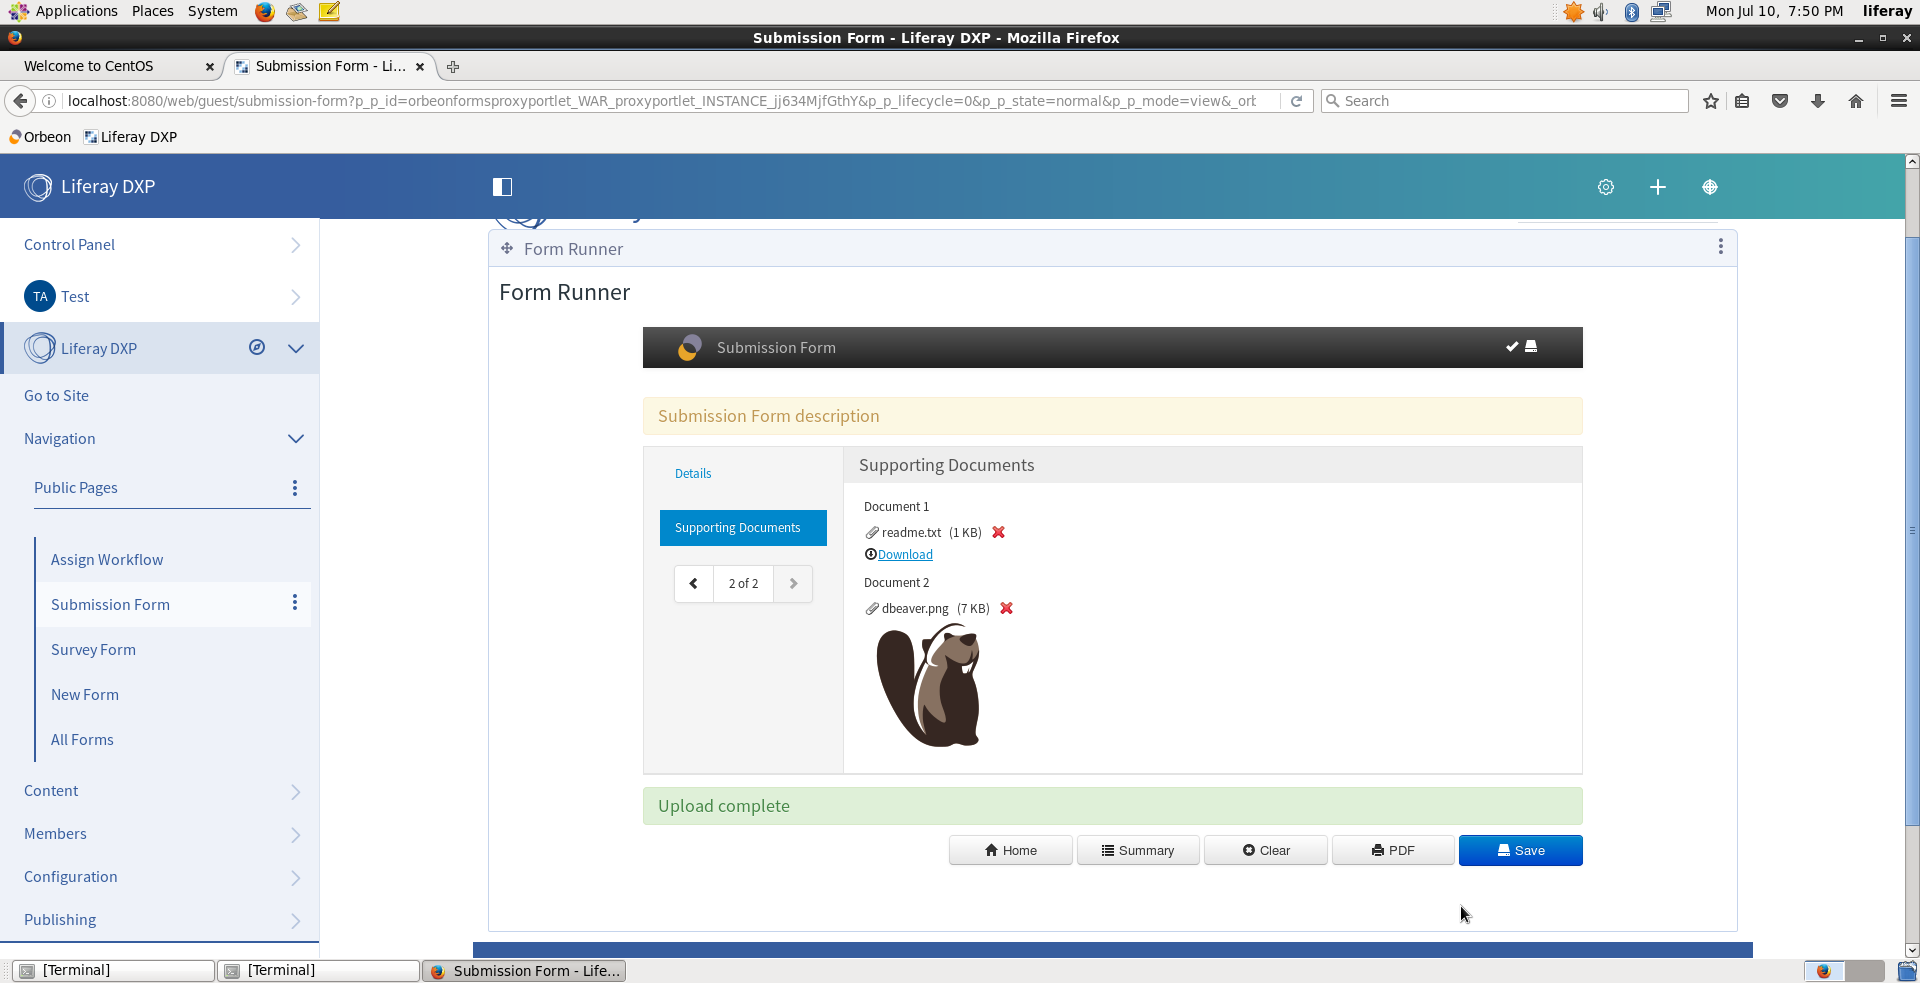 Applications Places System Mon Jul 10, 7:50 PM liferay
Submission Form - Liferay DXP - Mozilla Firefox
Welcome to CentOS Submission Form - Li...
localhost:8080/web/guest/submission-form?p_p_id=orbeonformsproxyportlet_WAR_proxyportlet_INSTANCE_jj634MjfGthY&p_p_lifecycle=0&p_p_state=normal&p_p_mode=view&_orb Search
Orbeon Liferay DXP
Liferay DXP
Control Panel
TA Test
Liferay DXP
Go to Site
Navigation
Public Pages
Assign Workflow
Submission Form
Survey Form
New Form
All Forms
Content
Members
Configuration
Publishing
Form Runner
Form Runner
Submission Form
Submission Form description
Details
Supporting Documents
2 of 2
Supporting Documents
Document 1
readme.txt (1 KB)
Download
Document 2
dbeaver.png (7 KB)
Upload complete
Home Summary Clear PDF Save
[Terminal] [Terminal] Submission Form - Life...